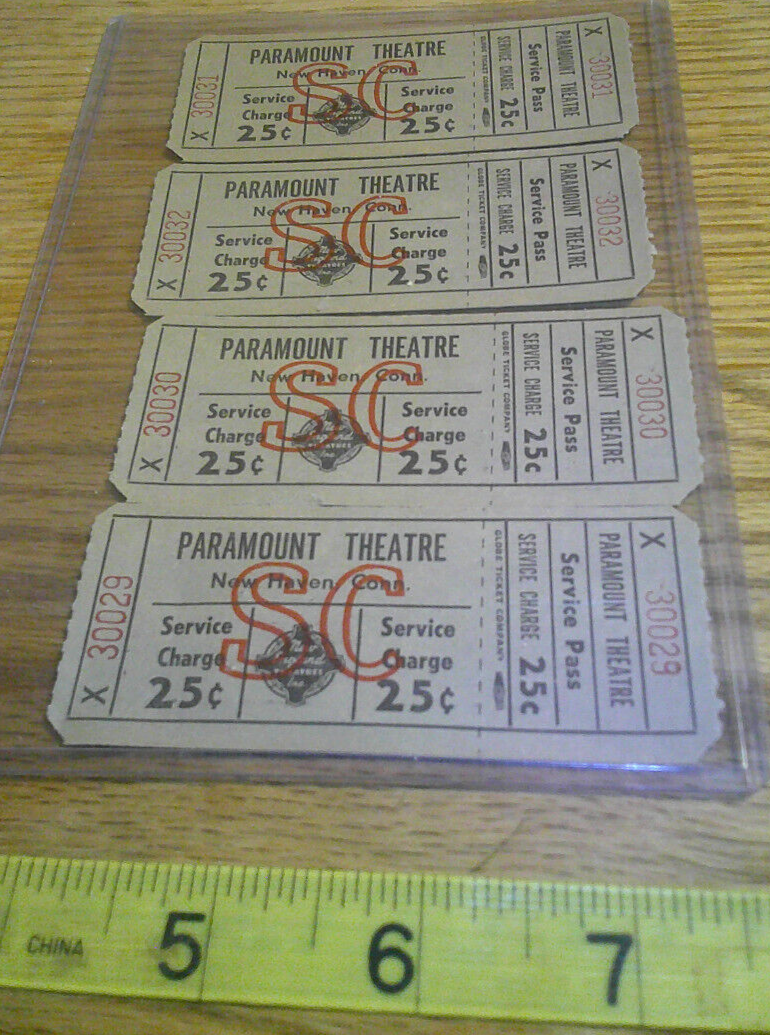 PARAMOUNT THEATRE
New Haven, Conn.
SC
Service Charge 25¢
Service Charge 25¢
X 30031
GLOBE TICKET COMPANY
SERVICE CHARGE 25c
Service Pass
PARAMOUNT THEATRE
X 30031
PARAMOUNT THEATRE
New Haven, Conn.
SC
Service Charge 25¢
Service Charge 25¢
X 30032
GLOBE TICKET COMPANY
SERVICE CHARGE 25c
Service Pass
PARAMOUNT THEATRE
X 30032
PARAMOUNT THEATRE
New Haven, Conn.
SC
Service Charge 25¢
Service Charge 25¢
X 30030
GLOBE TICKET COMPANY
SERVICE CHARGE 25c
Service Pass
PARAMOUNT THEATRE
X 30030
PARAMOUNT THEATRE
New Haven, Conn.
SC
Service Charge 25¢
Service Charge 25¢
X 30029
GLOBE TICKET COMPANY
SERVICE CHARGE 25c
Service Pass
PARAMOUNT THEATRE
X 30029
CHINA 5 6 7